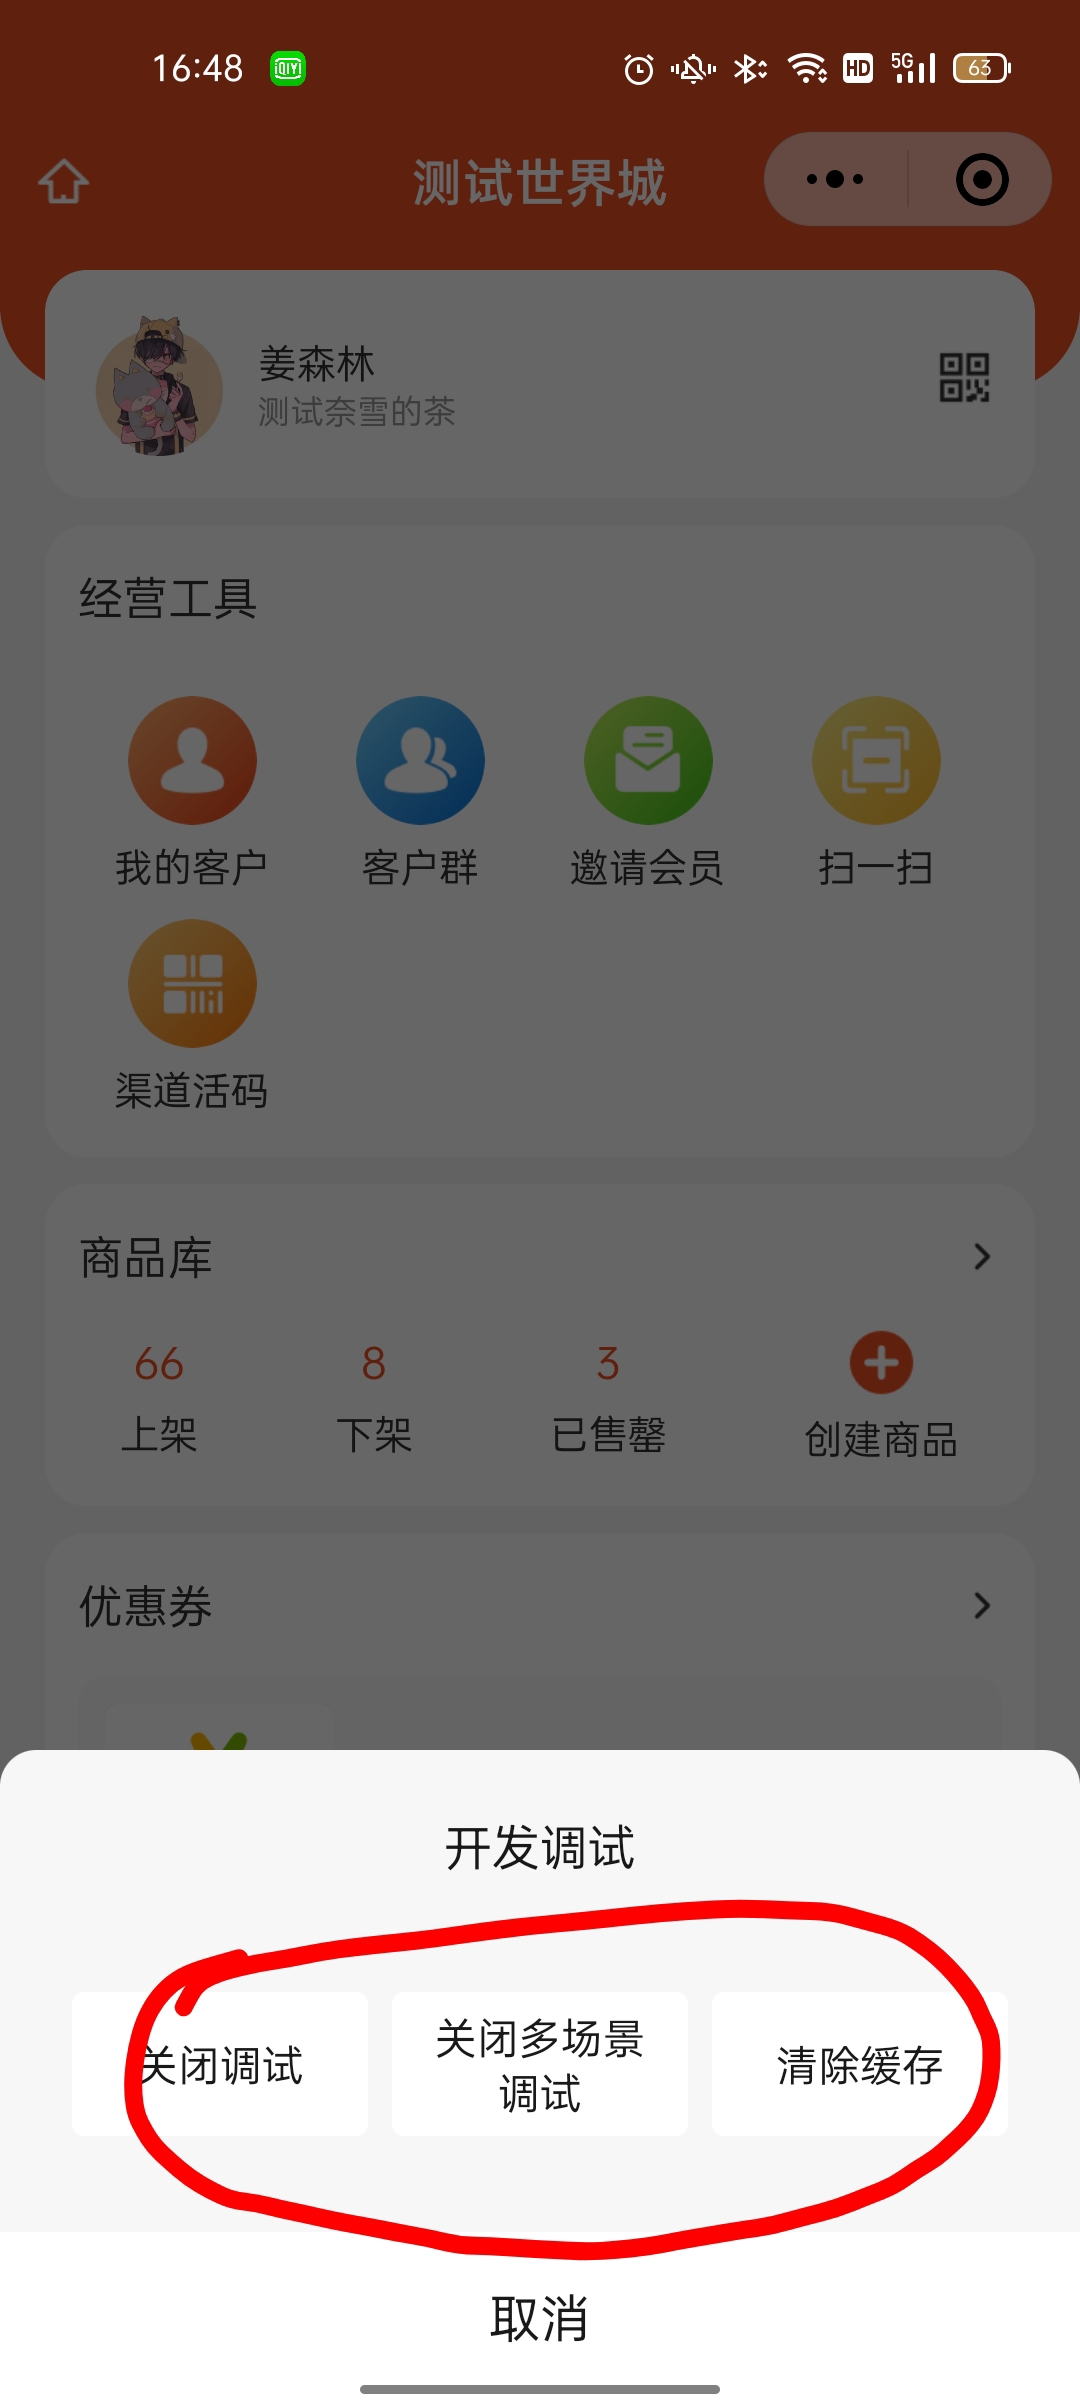 16:48
iQIYI
HD
5G
63
测试世界城
姜森林
测试奈雪的茶
经营工具
我的客户
客户群
邀请会员
扫一扫
渠道活码
商品库
66
8
3
上架
下架
已售罄
创建商品
优惠券
开发调试
关闭调试
关闭多场景
调试
清除缓存
取消